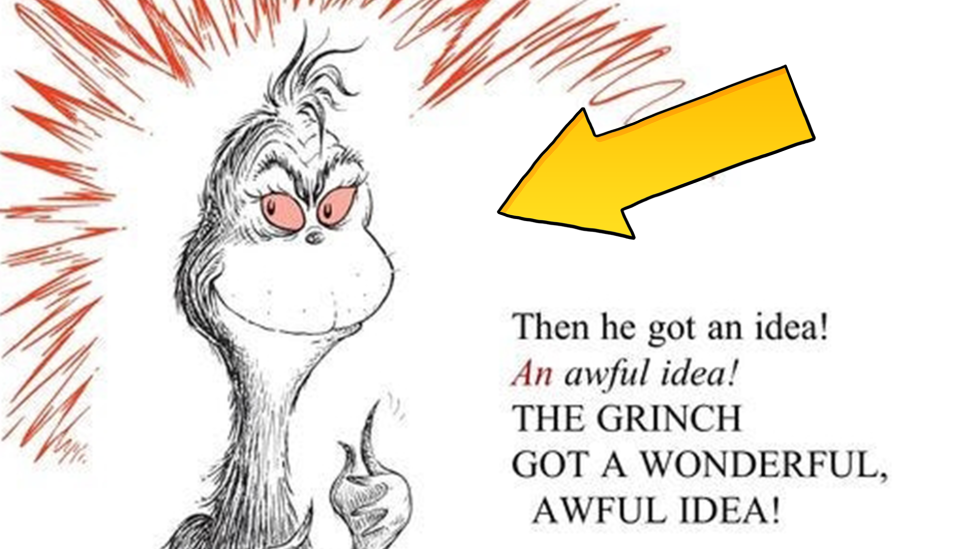 Then he got an idea!
An awful idea!
THE GRINCH
GOT A WONDERFUL,
AWFUL IDEA!